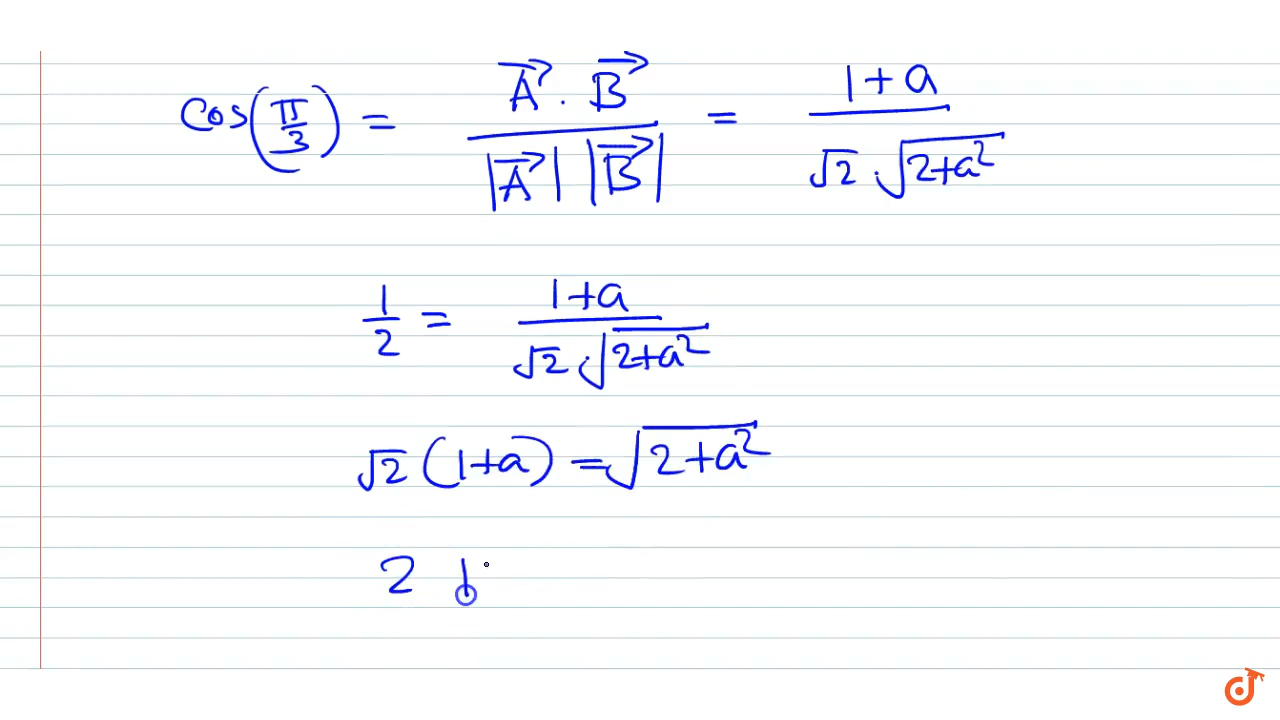 cos(π/3) = A⃗ . B⃗ / |A⃗| |B⃗| = 1+a / √2 . √(2+a²)
1/2 = 1+a / √2 . √(2+a²)
√2 (1+a) = √(2+a²)
2